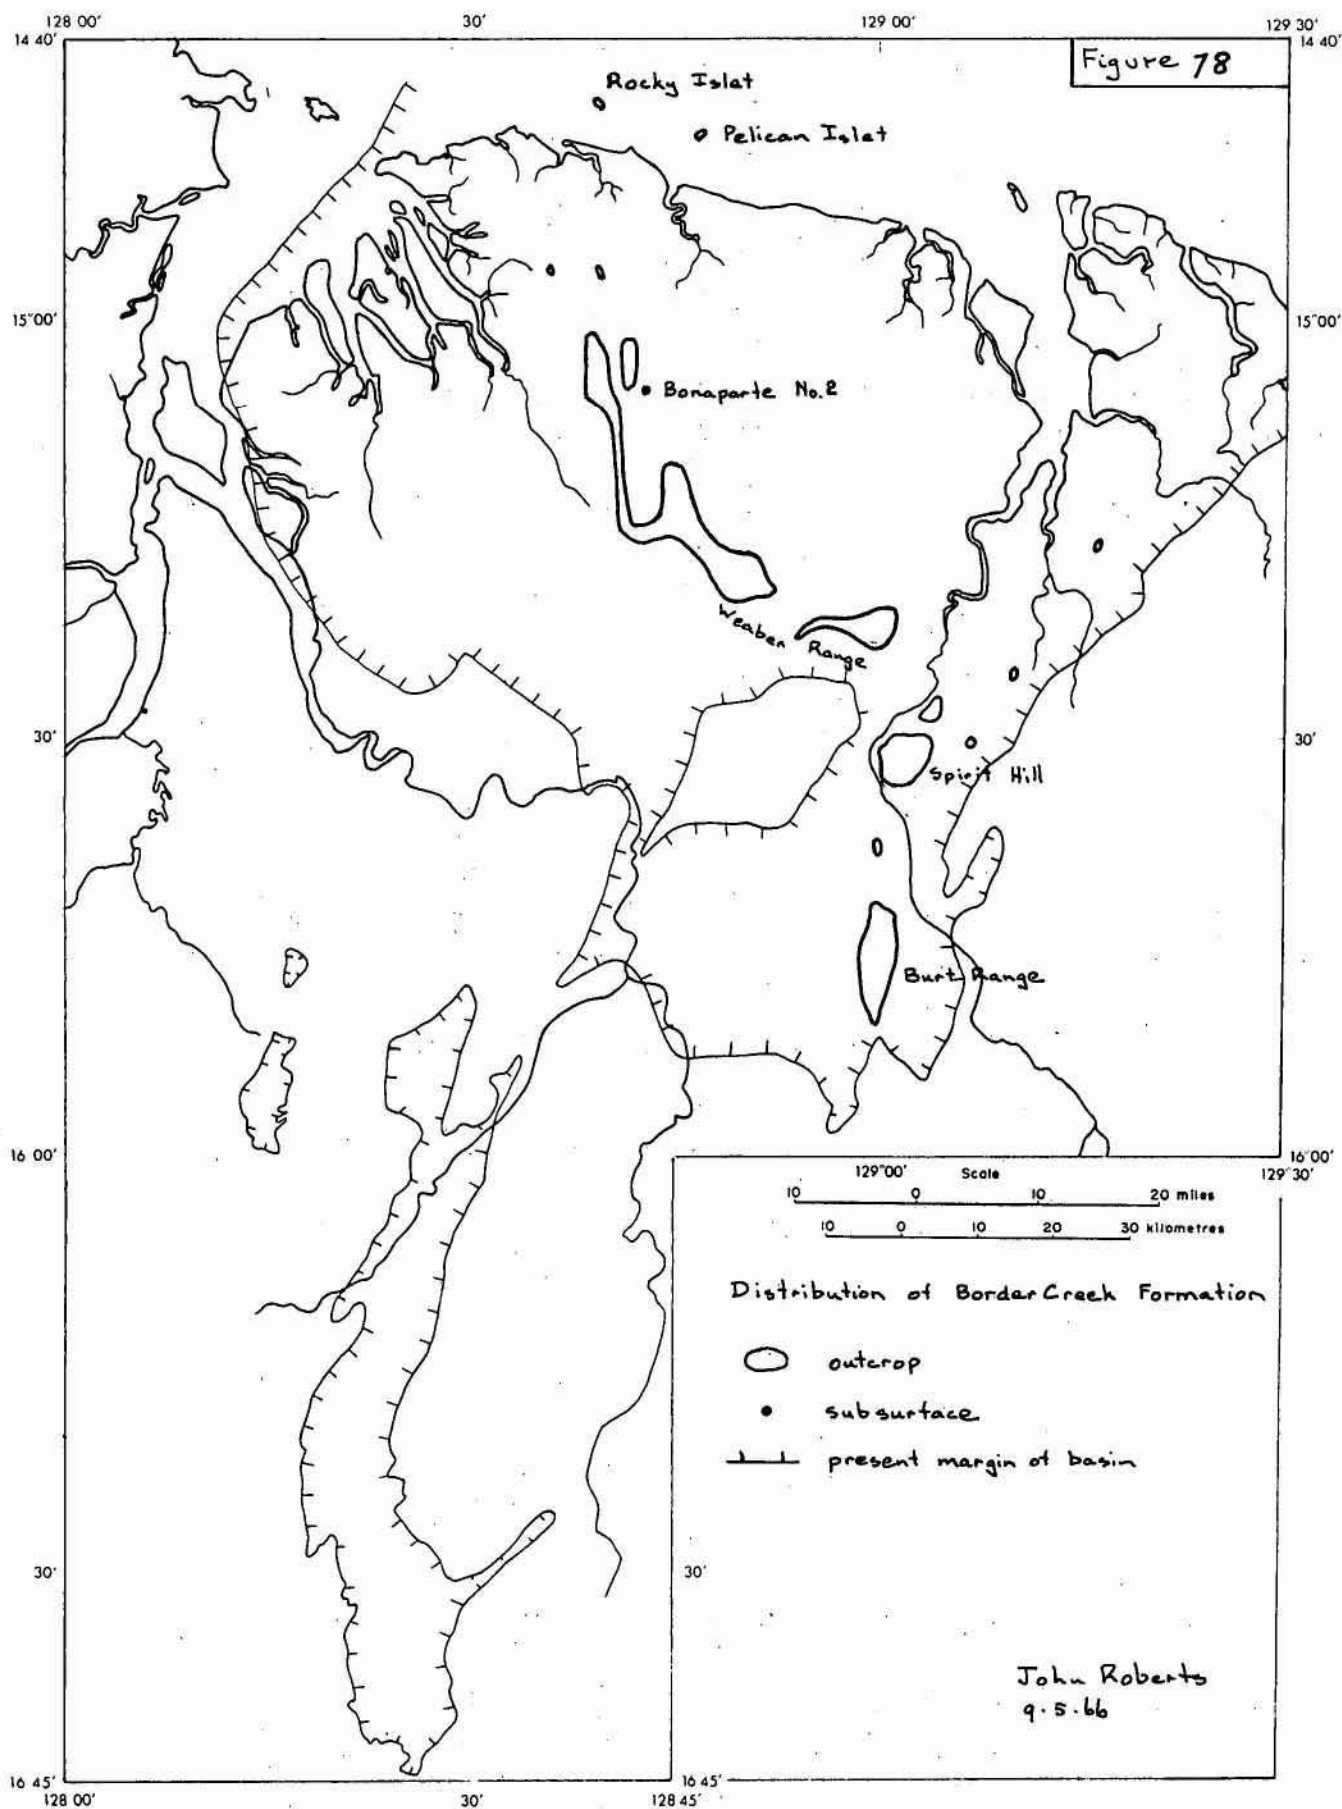 128 00' 30' 129 00' 129 30'
14 40' 14 40'
Figure 78
Rocky Islet
Pelican Islet
15°00' 15°00'
Bonaparte No.2
Weaber Range
30' 30'
Spirit Hill
Burt Range
16 00' 16°00'
129°00' 129°30'
Scale
10 0 10 20 miles
10 0 10 20 30 kilometres
Distribution of Border Creek Formation
outcrop
subsurface
present margin of basin
30' 30'
John Roberts
9.5.66
16 45' 16 45'
128 00' 30' 128 45'